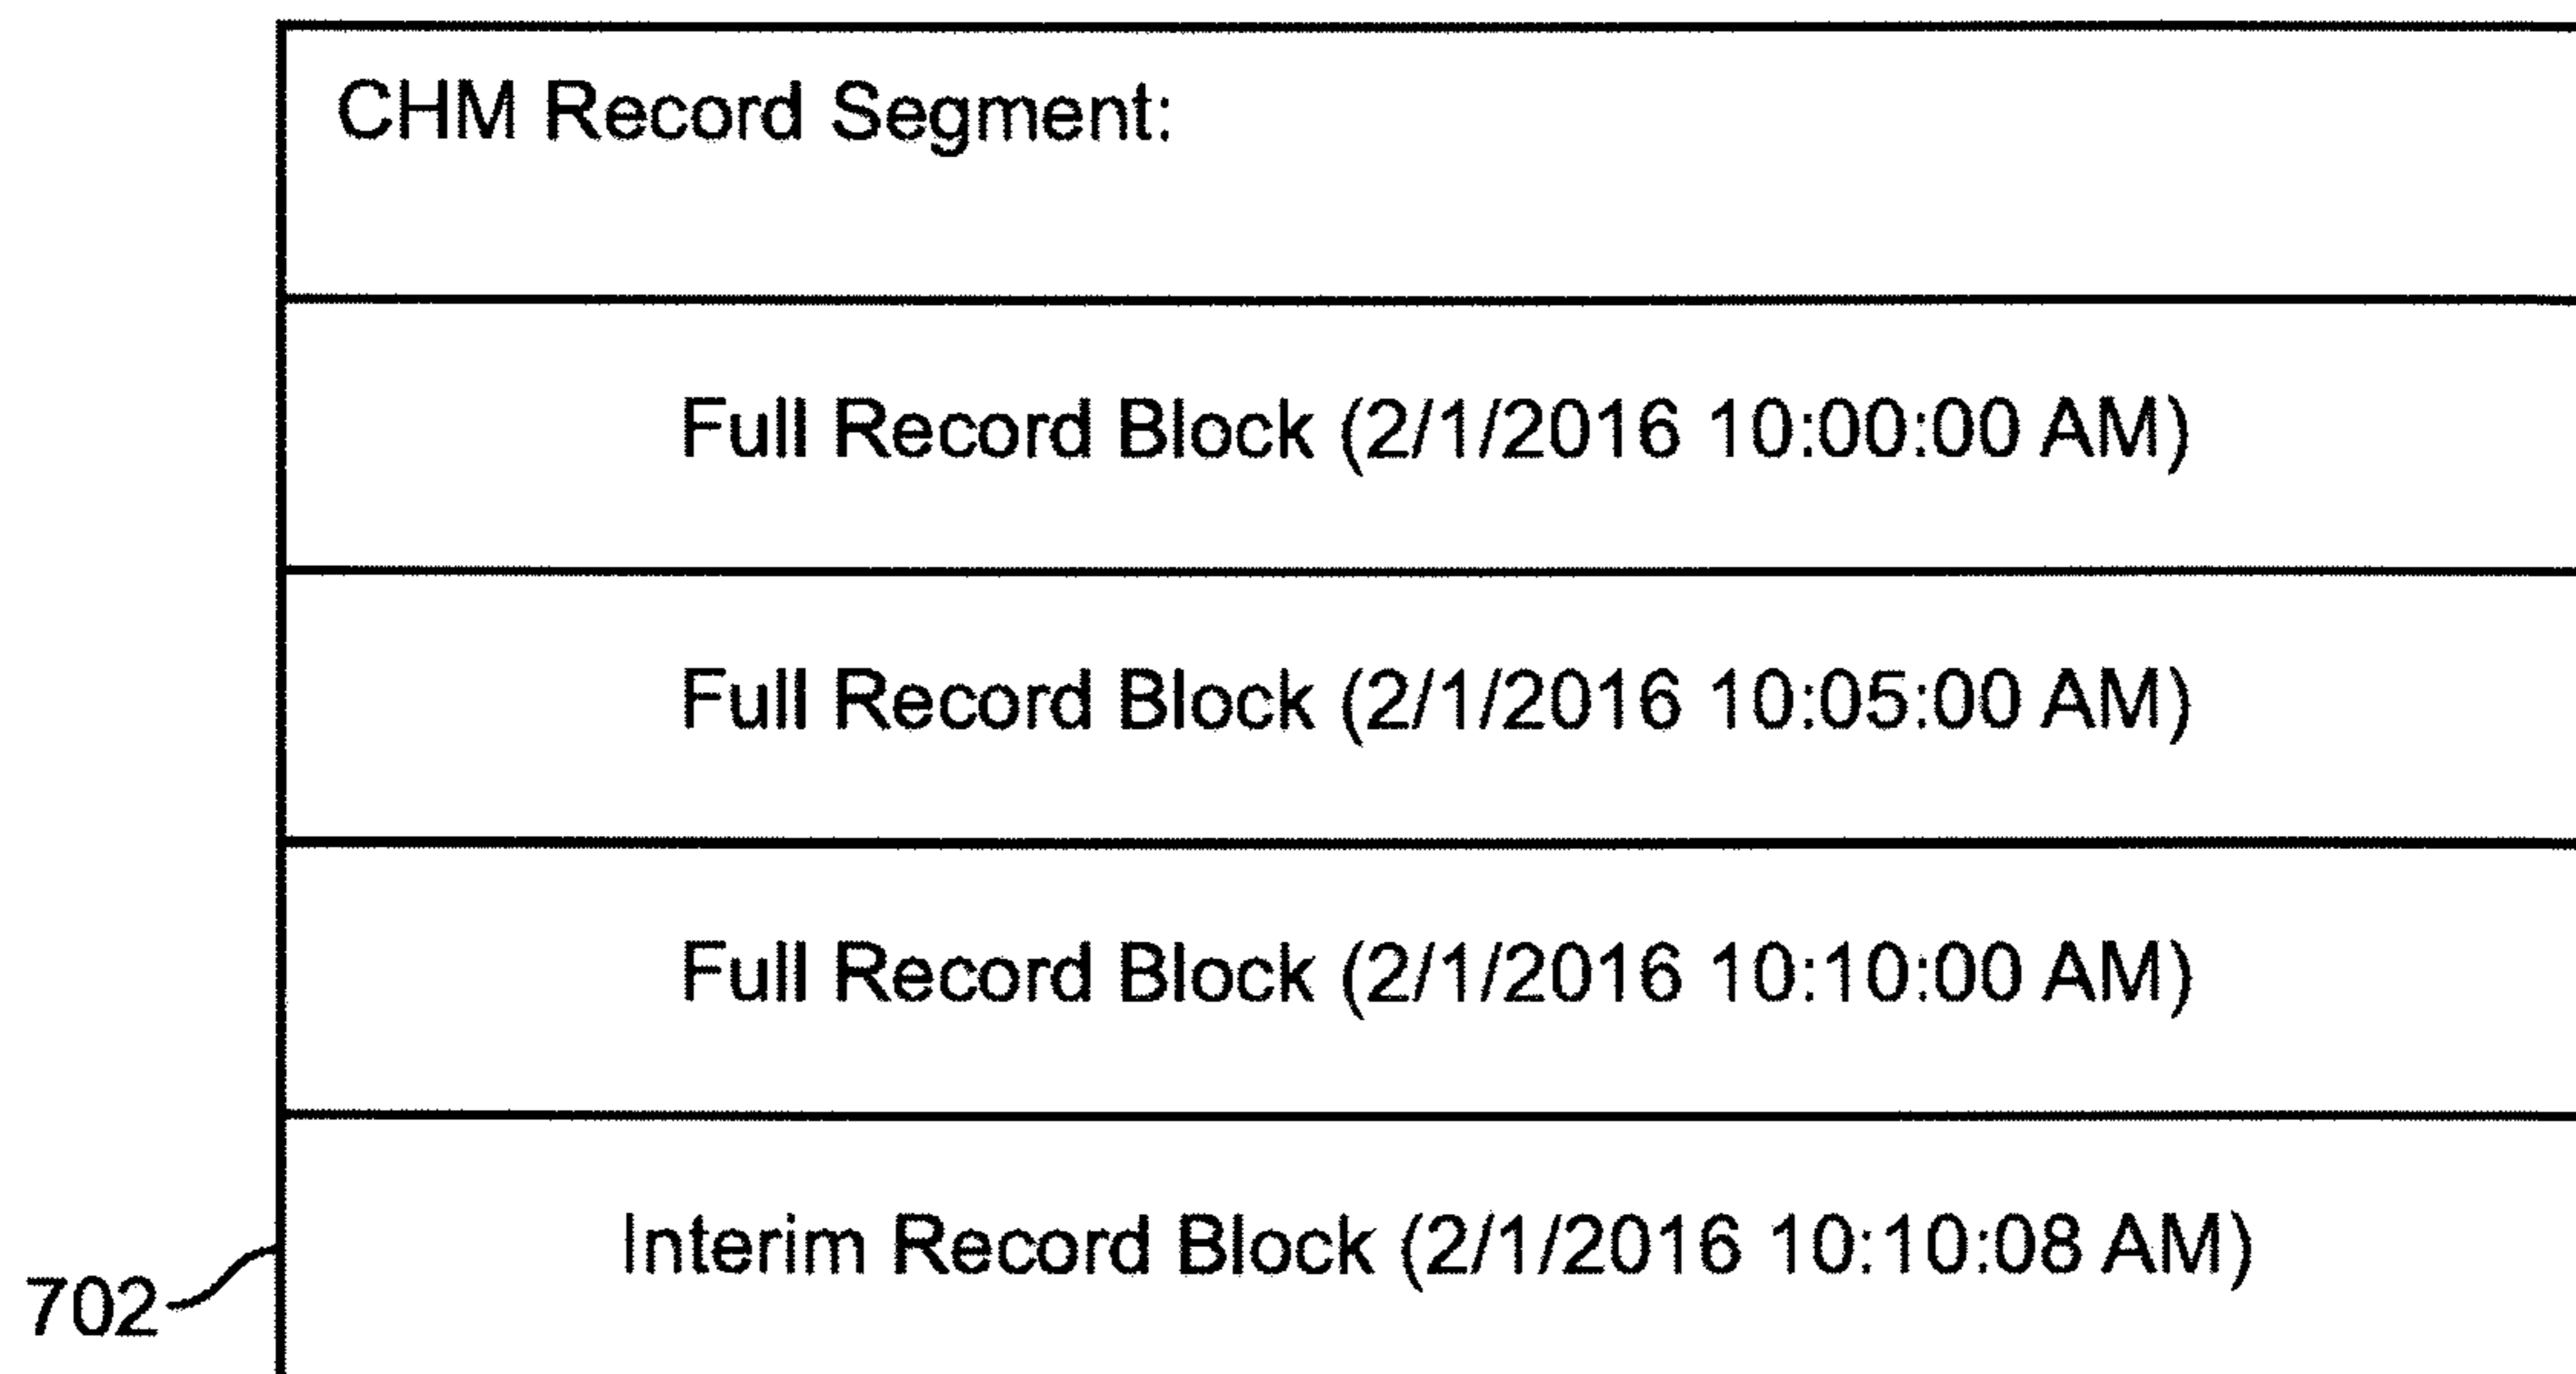 CHM Record Segment:
Full Record Block (2/1/2016 10:00:00 AM)
Full Record Block (2/1/2016 10:05:00 AM)
Full Record Block (2/1/2016 10:10:00 AM)
Interim Record Block (2/1/2016 10:10:08 AM)
702